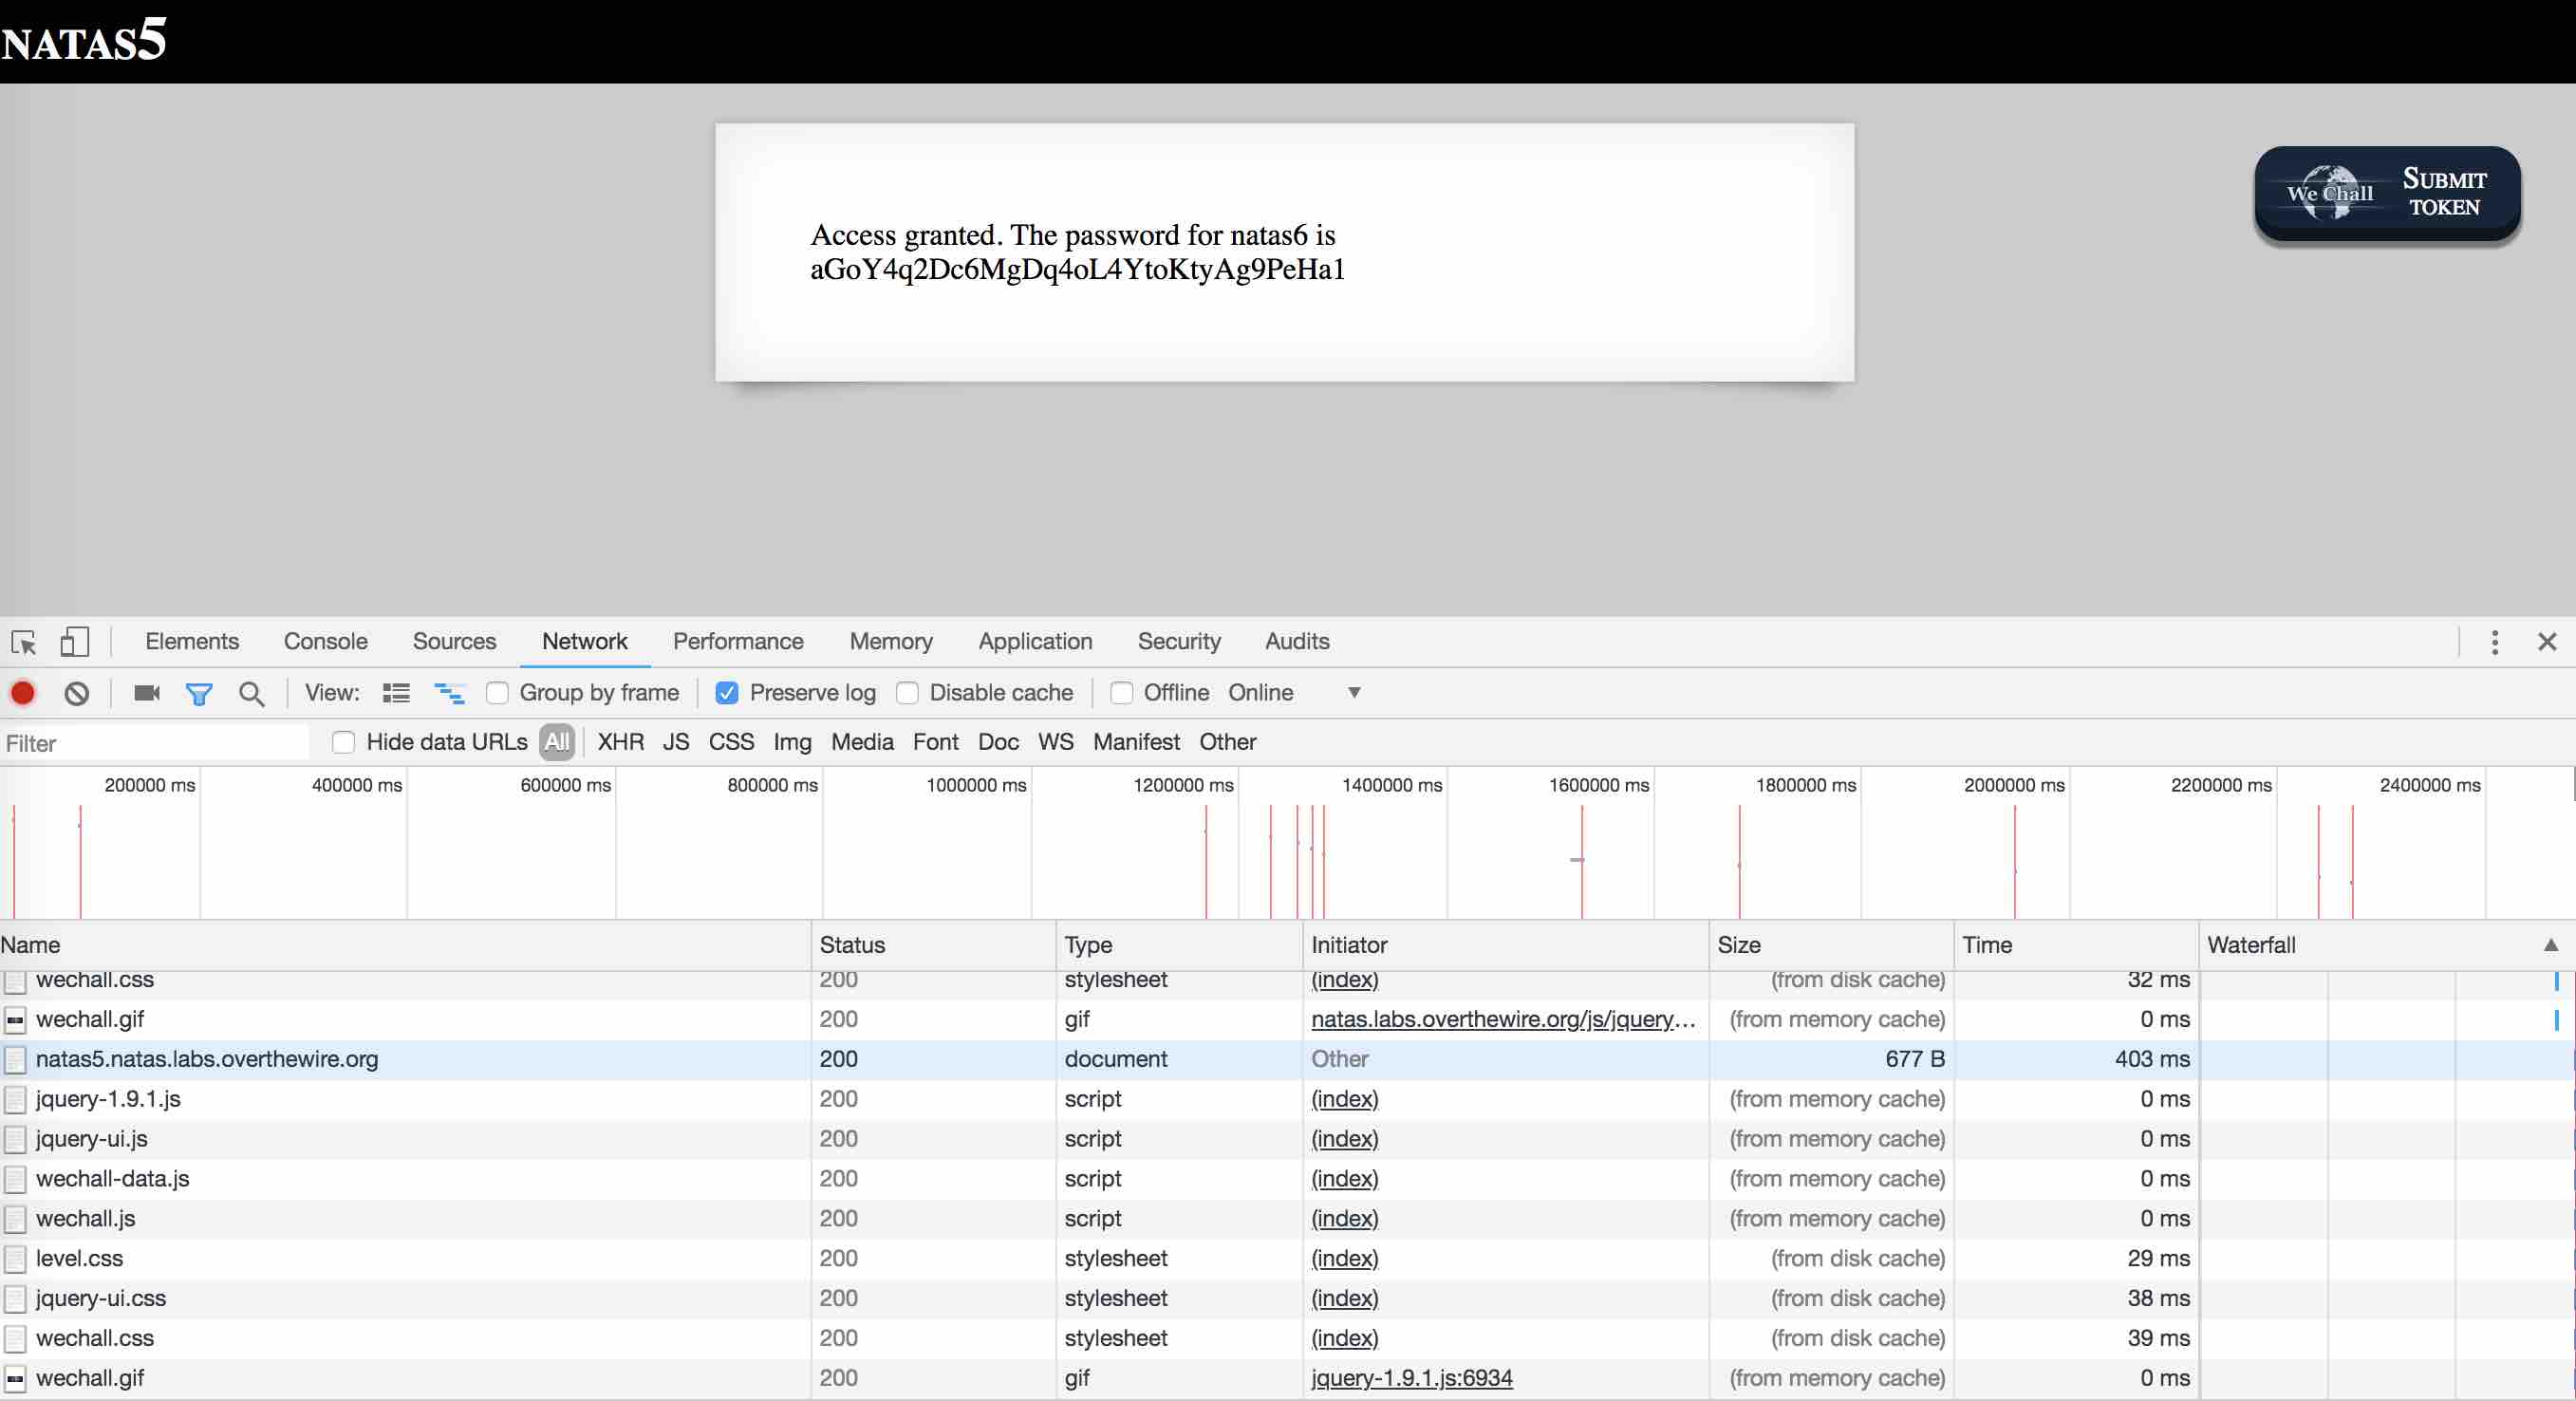 NATAS5
Access granted. The password for natas6 is
aGoY4q2Dc6MgDq4oL4YtoKtyAg9PeHa1
We Chall
SUBMIT
TOKEN
Elements Console Sources Network Performance Memory Application Security Audits
View: Group by frame Preserve log Disable cache Offline Online
Filter Hide data URLs All XHR JS CSS Img Media Font Doc WS Manifest Other
200000 ms 400000 ms 600000 ms 800000 ms 1000000 ms 1200000 ms 1400000 ms 1600000 ms 1800000 ms 2000000 ms 2200000 ms 2400000 ms
Name Status Type Initiator Size Time Waterfall
wechall.css 200 stylesheet (index) (from disk cache) 32 ms
wechall.gif 200 gif natas.labs.overthewire.org/js/jquery... (from memory cache) 0 ms
natas5.natas.labs.overthewire.org 200 document Other 677 B 403 ms
jquery-1.9.1.js 200 script (index) (from memory cache) 0 ms
jquery-ui.js 200 script (index) (from memory cache) 0 ms
wechall-data.js 200 script (index) (from memory cache) 0 ms
wechall.js 200 script (index) (from memory cache) 0 ms
level.css 200 stylesheet (index) (from disk cache) 29 ms
jquery-ui.css 200 stylesheet (index) (from disk cache) 38 ms
wechall.css 200 stylesheet (index) (from disk cache) 39 ms
wechall.gif 200 gif jquery-1.9.1.js:6934 (from memory cache) 0 ms